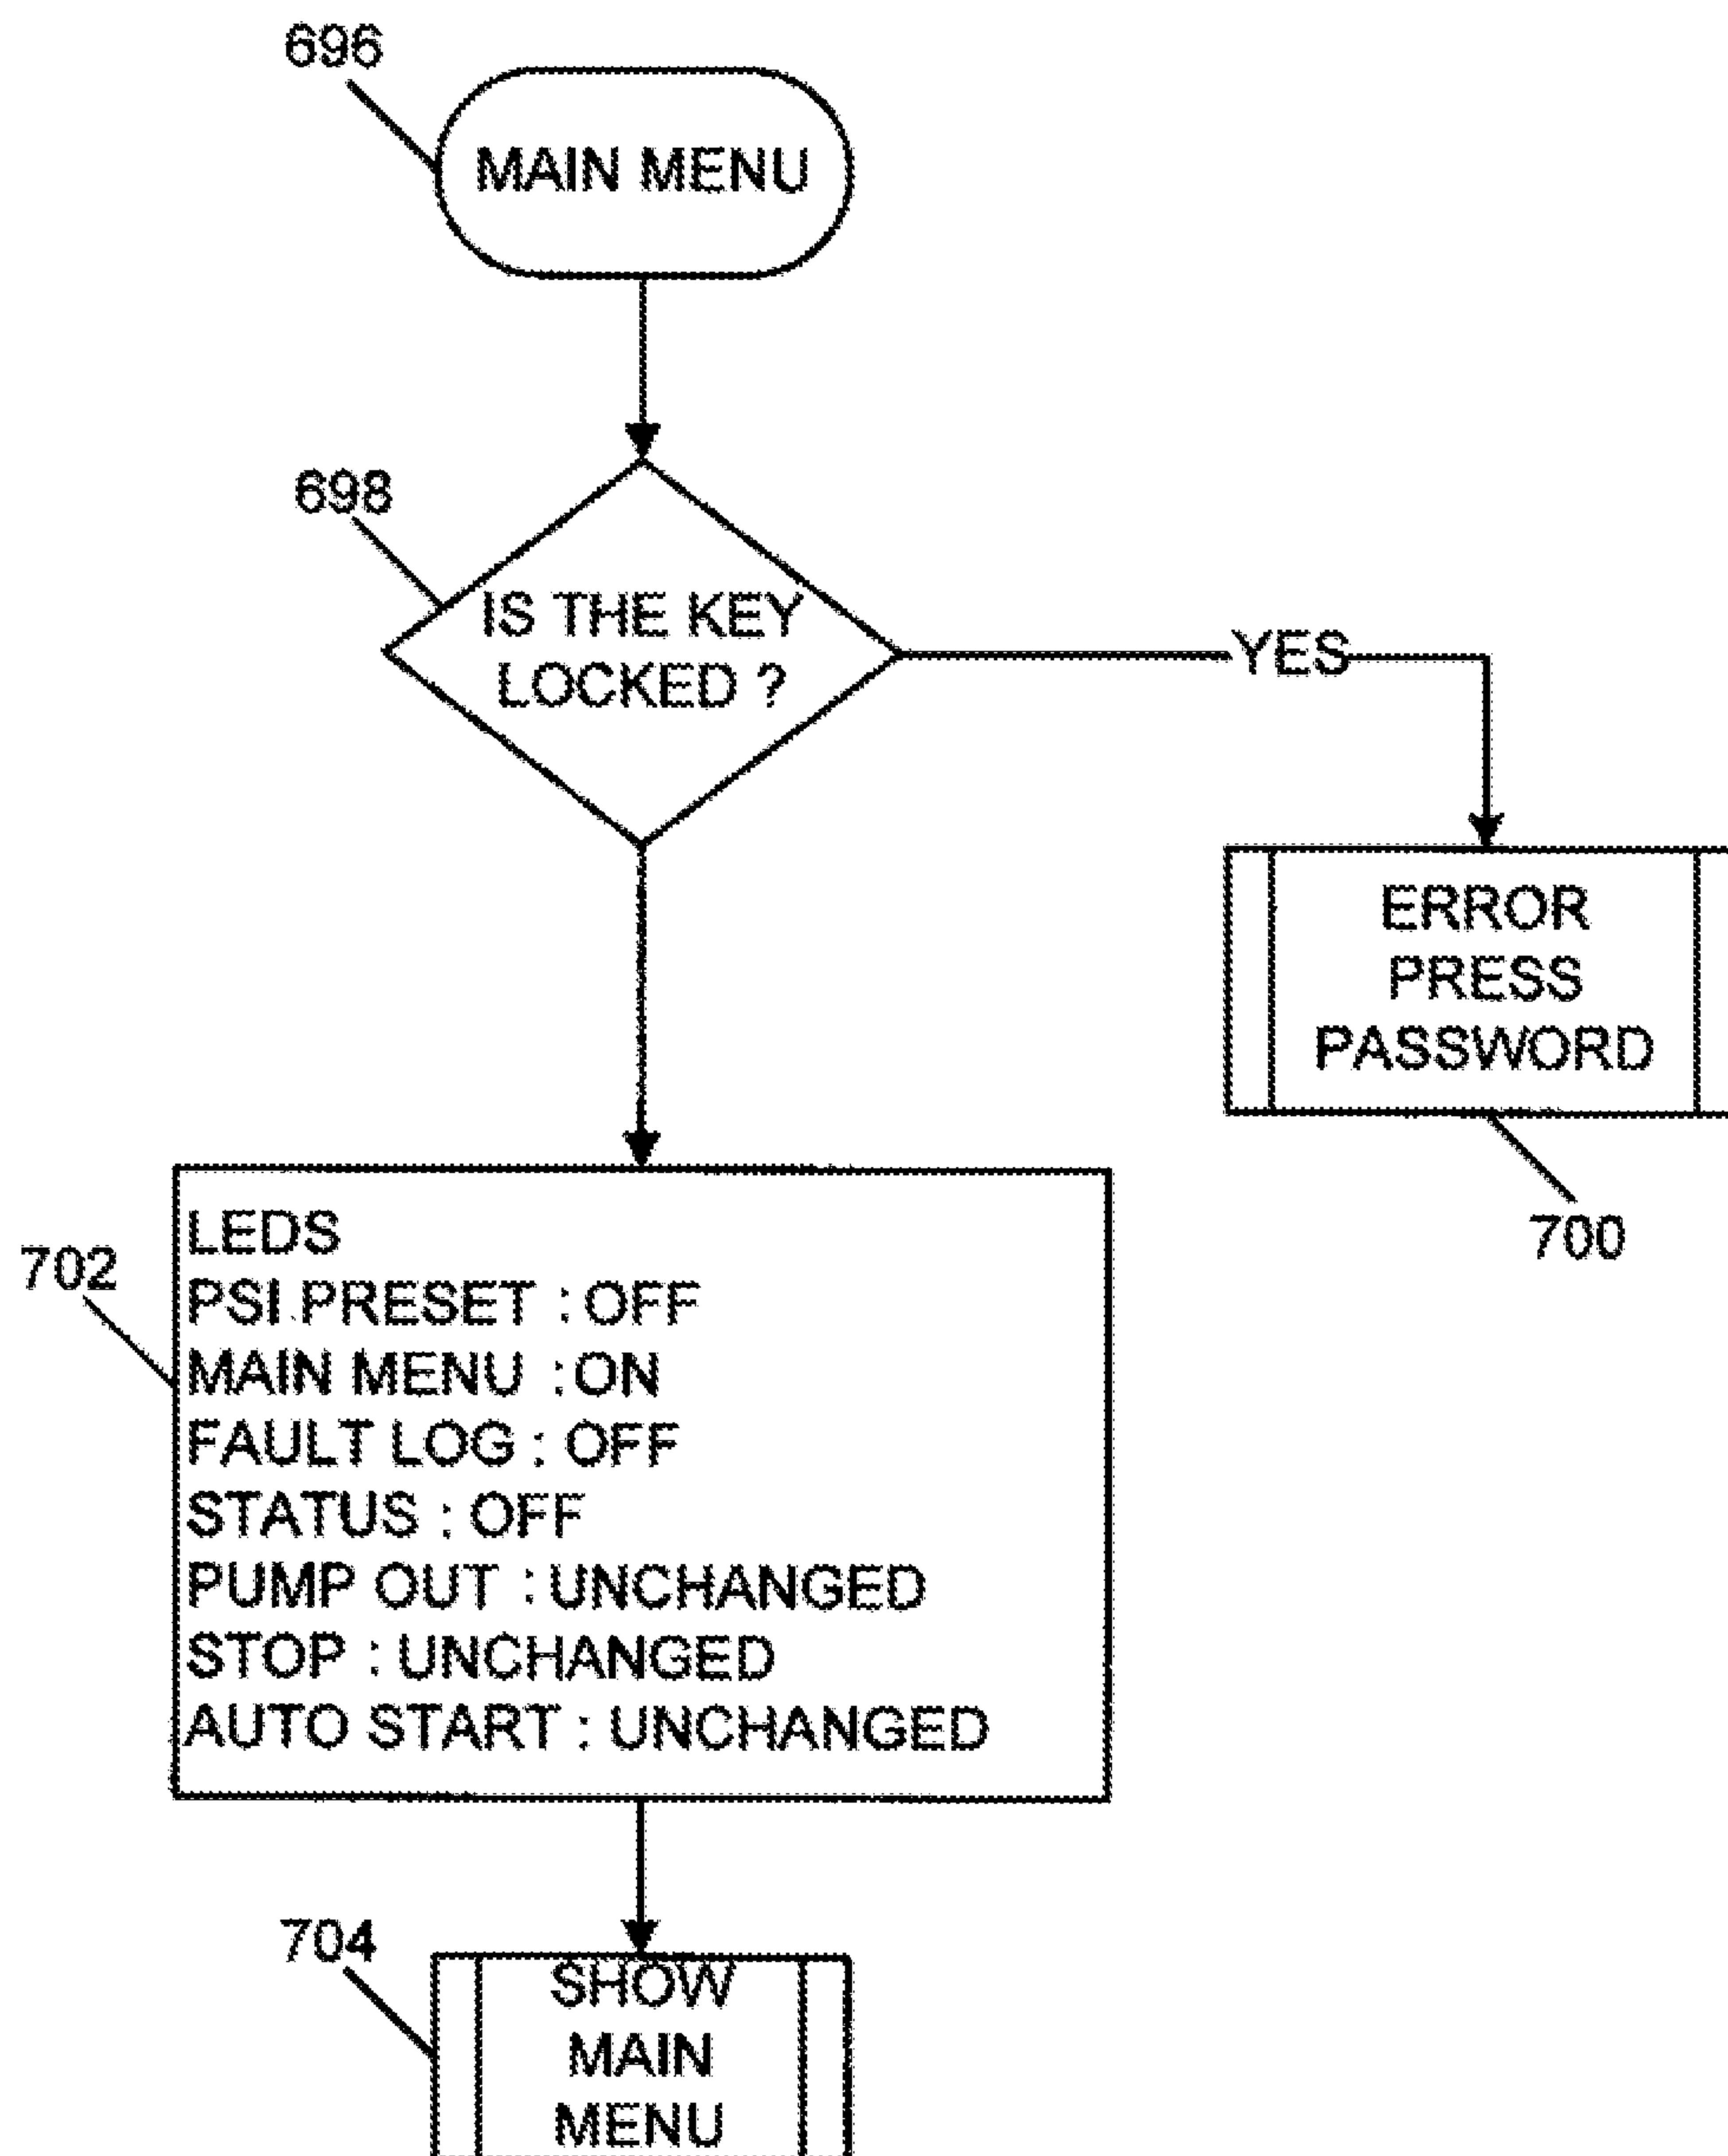 696
MAIN MENU
698
IS THE KEY
LOCKED ?
YES
ERROR
PRESS
PASSWORD
700
702
LEDS
PSI PRESET : OFF
MAIN MENU : ON
FAULT LOG : OFF
STATUS : OFF
PUMP OUT : UNCHANGED
STOP : UNCHANGED
AUTO START : UNCHANGED
704
SHOW
MAIN
MENU